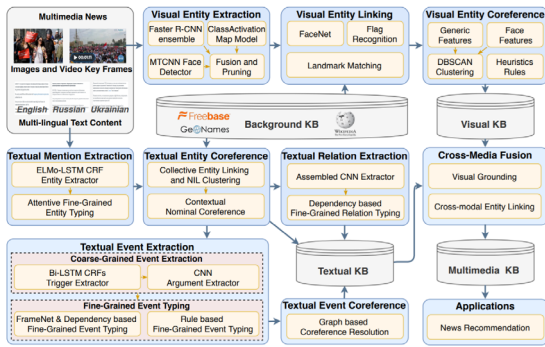 Multimedia News
Images and Video Key Frames
English Russian Ukrainian
Multi-lingual Text Content
Visual Entity Extraction
Faster R-CNN
ensemble
ClassActivation
Map Model
MTCNN Face
Detector
Fusion and
Pruning
Visual Entity Linking
FaceNet
Flag
Recognition
Landmark Matching
Visual Entity Coreference
Generic
Features
Face
Features
DBSCAN
Clustering
Heuristics
Rules
Freebase
GeoNames
Background KB
WIKIPEDIA
Visual KB
Textual Mention Extraction
ELMo-LSTM CRF
Entity Extractor
Attentive Fine-Grained
Entity Typing
Textual Entity Coreference
Collective Entity Linking
and NIL Clustering
Contextual
Nominal Coreference
Textual Relation Extraction
Assembled CNN Extractor
Dependency based
Fine-Grained Relation Typing
Cross-Media Fusion
Visual Grounding
Cross-modal Entity Linking
Textual Event Extraction
Coarse-Grained Event Extraction
Bi-LSTM CRFs
Trigger Extractor
CNN
Argument Extractor
Fine-Grained Event Typing
FrameNet & Dependency based
Fine-Grained Event Typing
Rule based
Fine-Grained Event Typing
Textual KB
Textual Event Coreference
Graph based
Coreference Resolution
Multimedia KB
Applications
News Recommendation